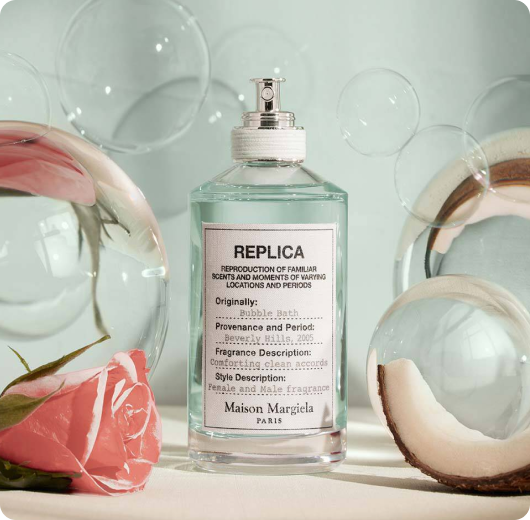 REPLICA
REPRODUCTION OF FAMILIAR
SCENTS AND MOMENTS OF VARYING
LOCATIONS AND PERIODS
Originally:
Bubble Bath
Provenance and Period:
Beverly Hills, 2005
Fragrance Description:
Comforting clean accords
Style Description:
Female and Male fragrance
Maison Margiela
PARIS